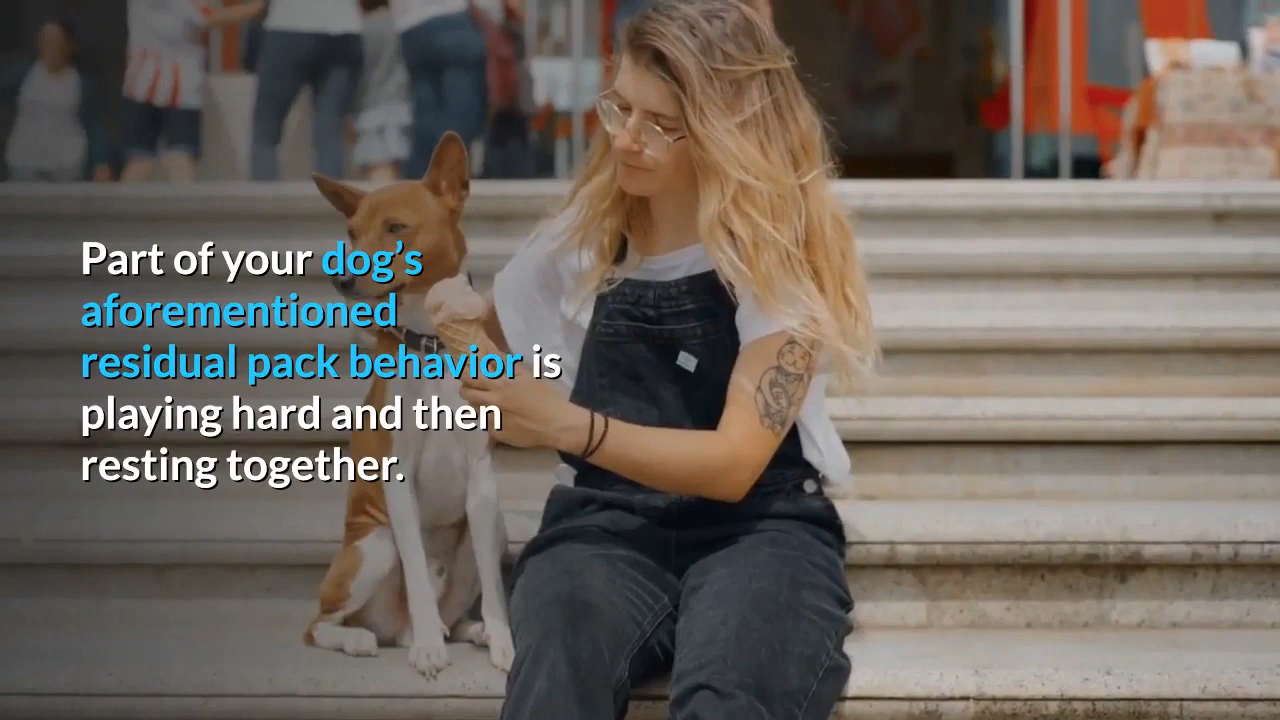 Part of your dog’s
aforementioned
residual pack behavior is
playing hard and then
resting together.